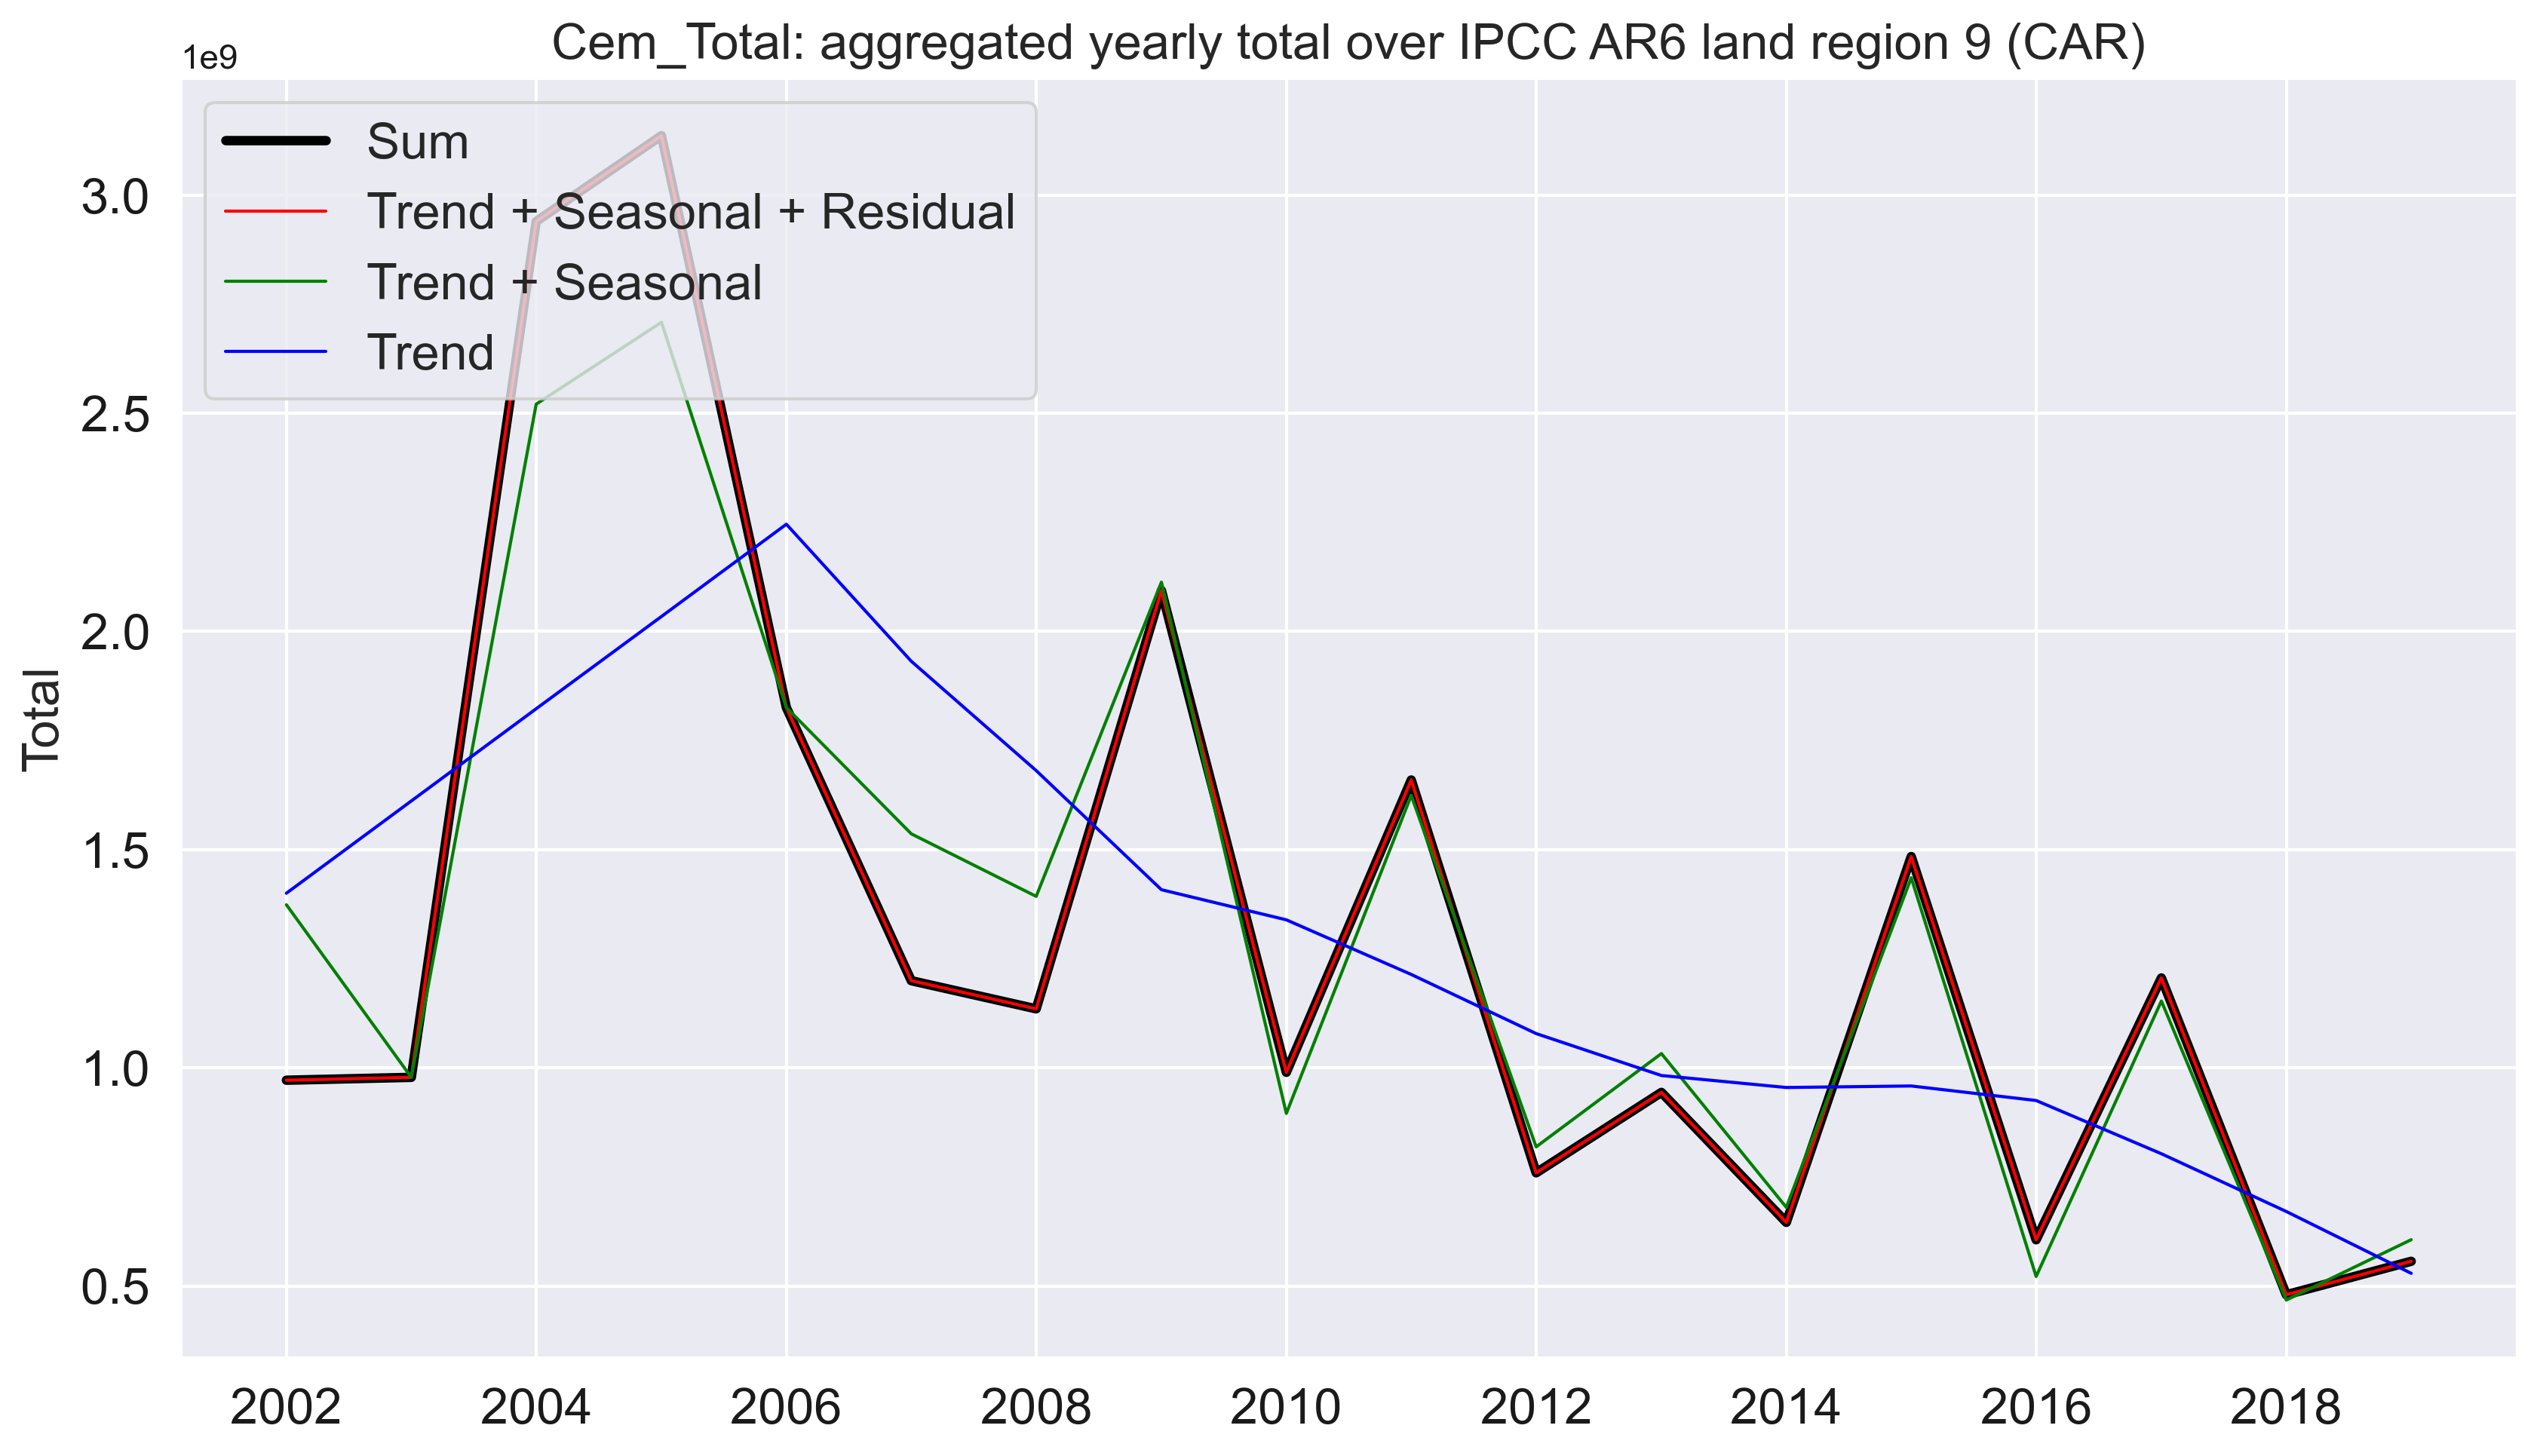 Cem_Total: aggregated yearly total over IPCC AR6 land region 9 (CAR)
1e9
Sum
Trend + Seasonal + Residual
Trend + Seasonal
Trend
3.0
2.5
2.0
1.5
1.0
0.5
Total
2002 2004 2006 2008 2010 2012 2014 2016 2018